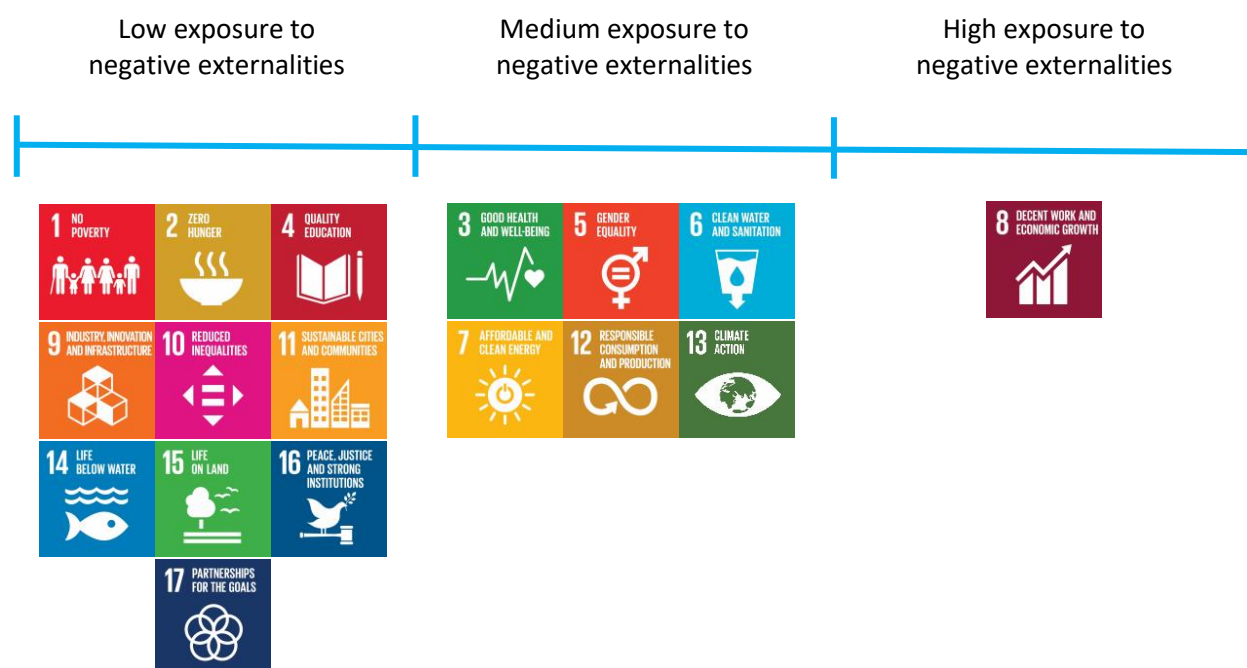 Low exposure to
negative externalities
Medium exposure to
negative externalities
High exposure to
negative externalities
1 NO
POVERTY
2 ZERO
HUNGER
4 QUALITY
EDUCATION
9 INDUSTRY, INNOVATION
AND INFRASTRUCTURE
10 REDUCED
INEQUALITIES
11 SUSTAINABLE CITIES
AND COMMUNITIES
14 LIFE
BELOW WATER
15 LIFE
ON LAND
16 PEACE, JUSTICE
AND STRONG
INSTITUTIONS
17 PARTNERSHIPS
FOR THE GOALS
3 GOOD HEALTH
AND WELL-BEING
5 GENDER
EQUALITY
6 CLEAN WATER
AND SANITATION
7 AFFORDABLE AND
CLEAN ENERGY
12 RESPONSIBLE
CONSUMPTION
AND PRODUCTION
13 CLIMATE
ACTION
8 DECENT WORK AND
ECONOMIC GROWTH